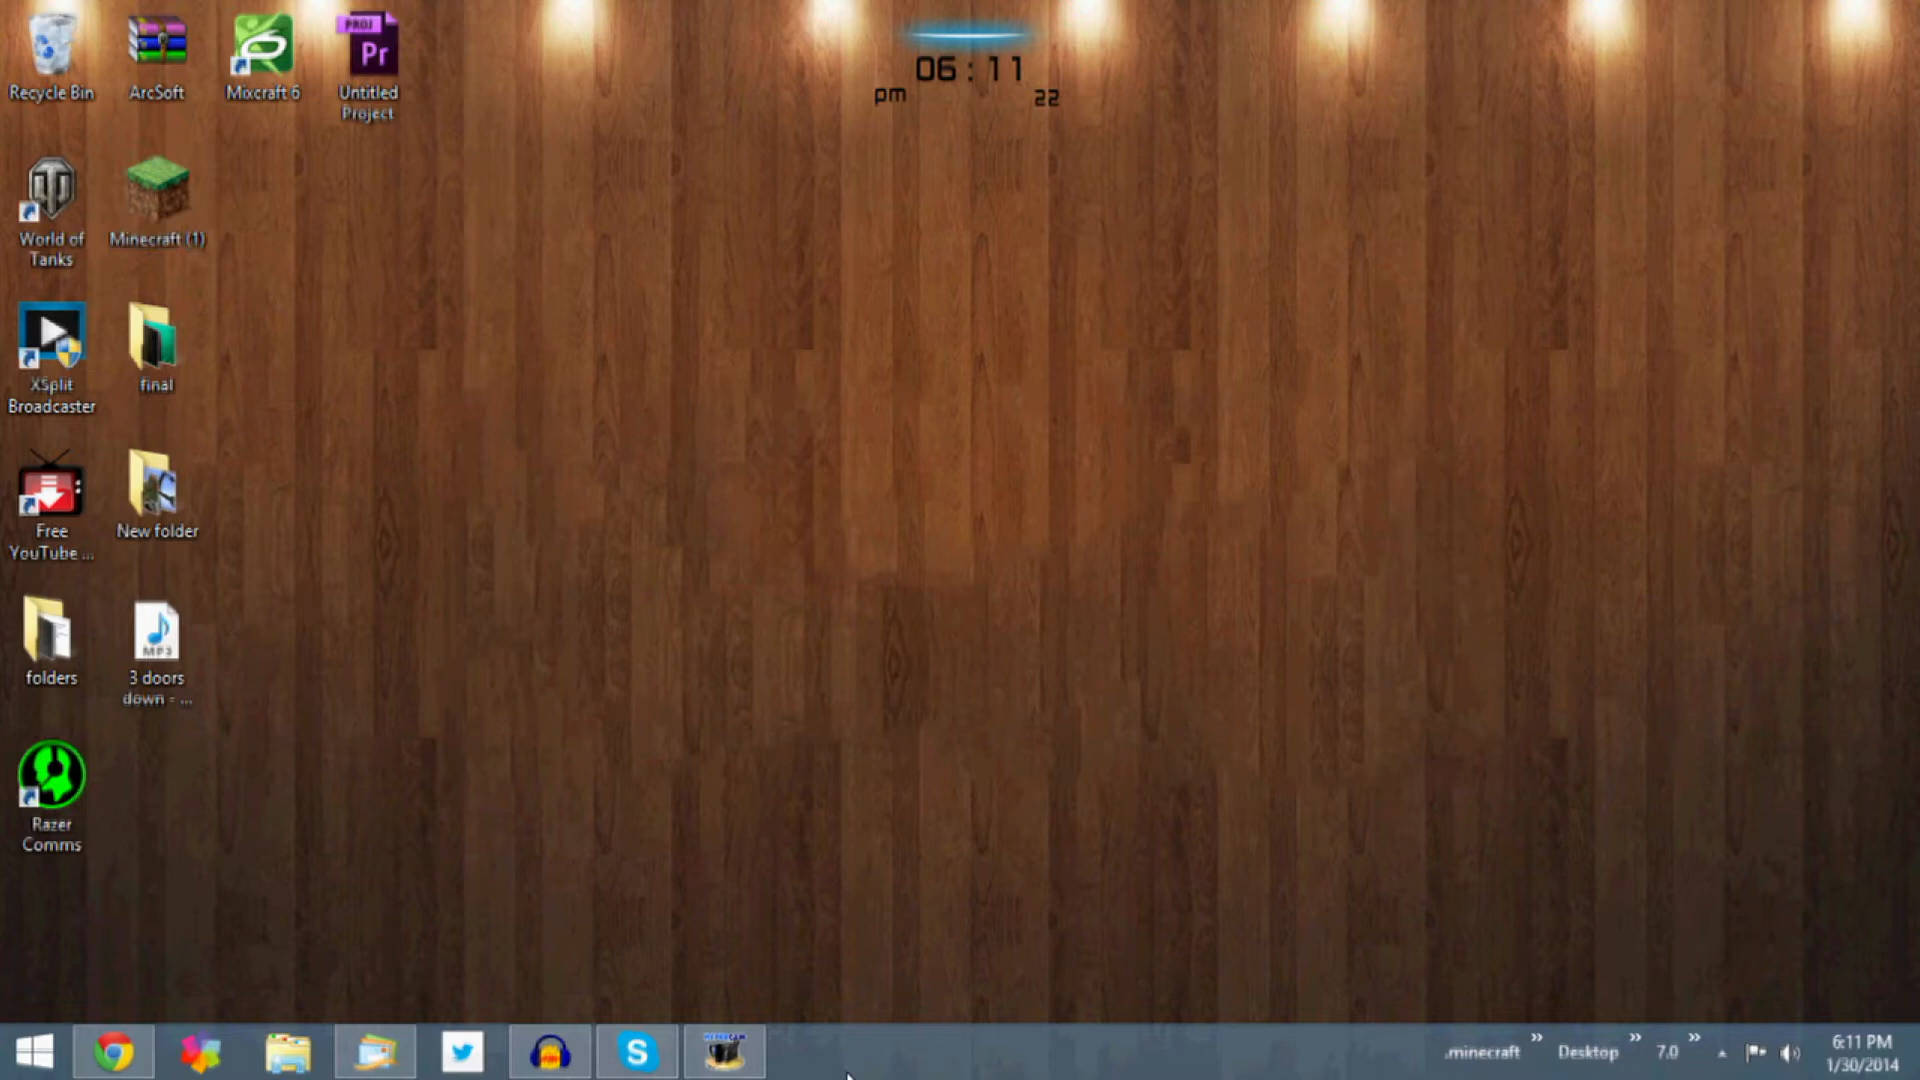 Recycle Bin
ArcSoft
Mixcraft 6
PROJ
Pr
Untitled
Project
06 : 11
pm
22
World of
Tanks
Minecraft (1)
XSplit
Broadcaster
final
Free
YouTube ...
New folder
folders
MP3
3 doors
down - ...
Razer
Comms
S
.minecraft
»
Desktop
»
7.0
»
6:11 PM
1/30/2014